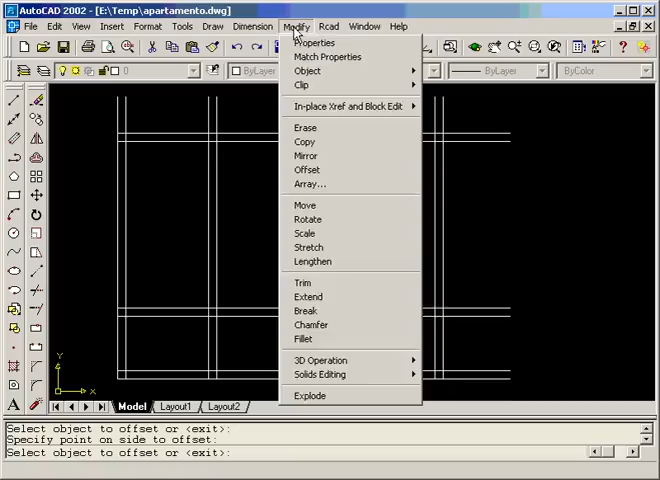 AutoCAD 2002 - [E:\Temp\apartamento.dwg]
File Edit View Insert Format Tools Draw Dimension Modify Rcad Window Help
0 ByLayer ByLayer ByColor
Properties
Match Properties
Object
Clip
In-place Xref and Block Edit
Erase
Copy
Mirror
Offset
Array...
Move
Rotate
Scale
Stretch
Lengthen
Trim
Extend
Break
Chamfer
Fillet
3D Operation
Solids Editing
Explode
Y
X
A
Model Layout1 Layout2
Select object to offset or <exit>:
Specify point on side to offset:
Select object to offset or <exit>: